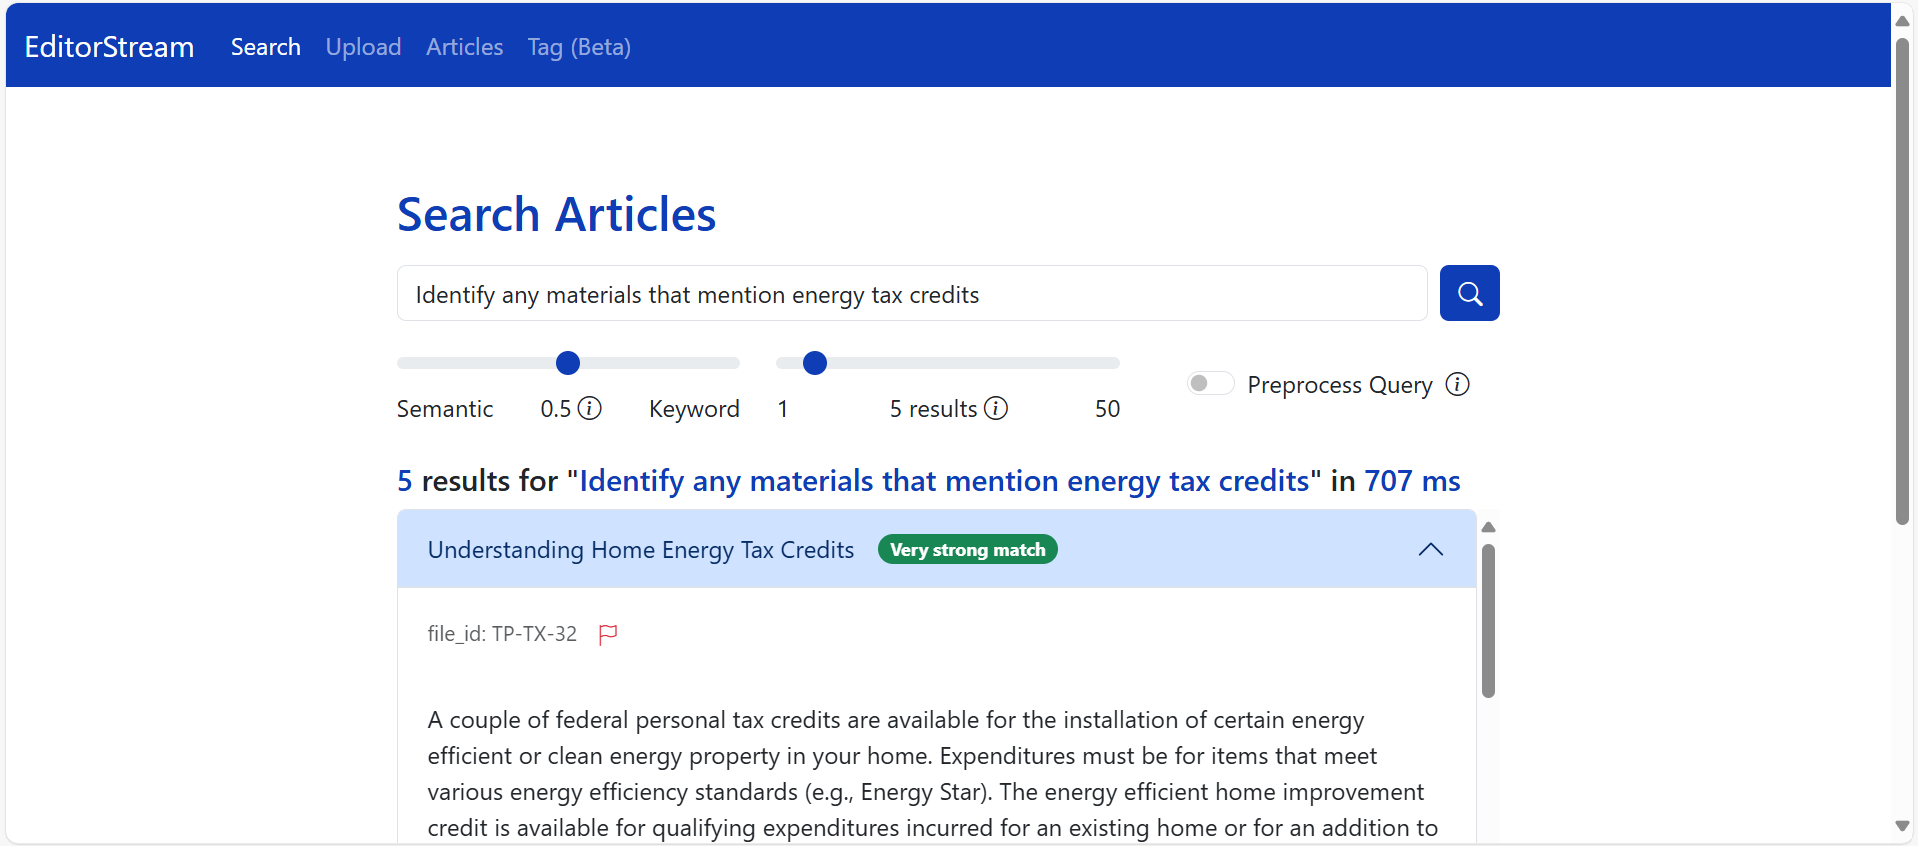 EditorStream Search Upload Articles Tag (Beta)
Search Articles
Identify any materials that mention energy tax credits
Semantic 0.5 Keyword 1 5 results 50 Preprocess Query
5 results for "Identify any materials that mention energy tax credits" in 707 ms
Understanding Home Energy Tax Credits Very strong match
file_id: TP-TX-32
A couple of federal personal tax credits are available for the installation of certain energy
efficient or clean energy property in your home. Expenditures must be for items that meet
various energy efficiency standards (e.g., Energy Star). The energy efficient home improvement
credit is available for qualifying expenditures incurred for an existing home or for an addition to